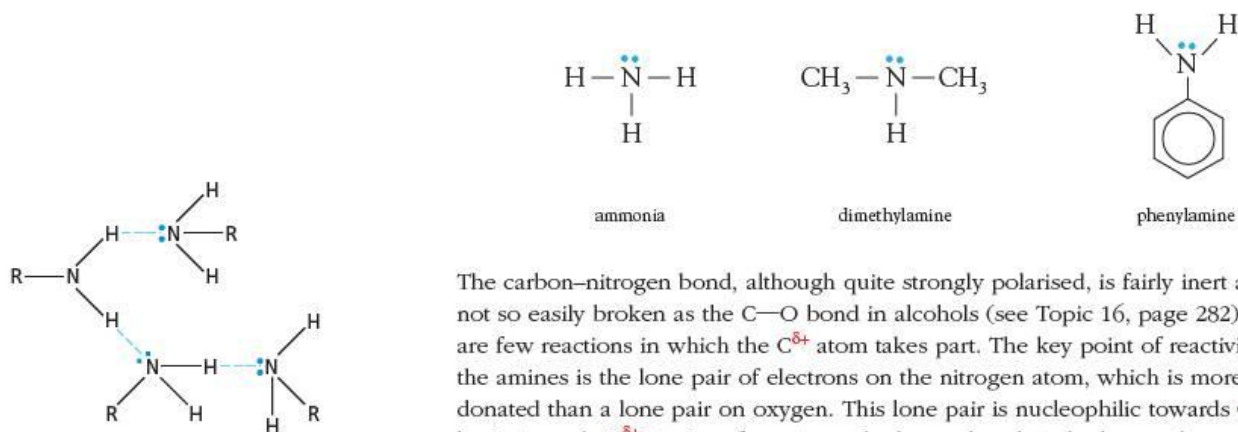 H—N—H
H
CH₃—N—CH₃
H
H H
N
ammonia
dimethylamine
phenylamine
H
H N—R
R—N H
H H
N—H N
R H H R
The carbon–nitrogen bond, although quite strongly polarised, is fairly inert
not so easily broken as the C—O bond in alcohols (see Topic 16, page 282)
are few reactions in which the Cδ+ atom takes part. The key point of
the amines is the lone pair of electrons on the nitrogen atom, which is more
donated than a lone pair on oxygen. This lone pair is nucleophilic towards